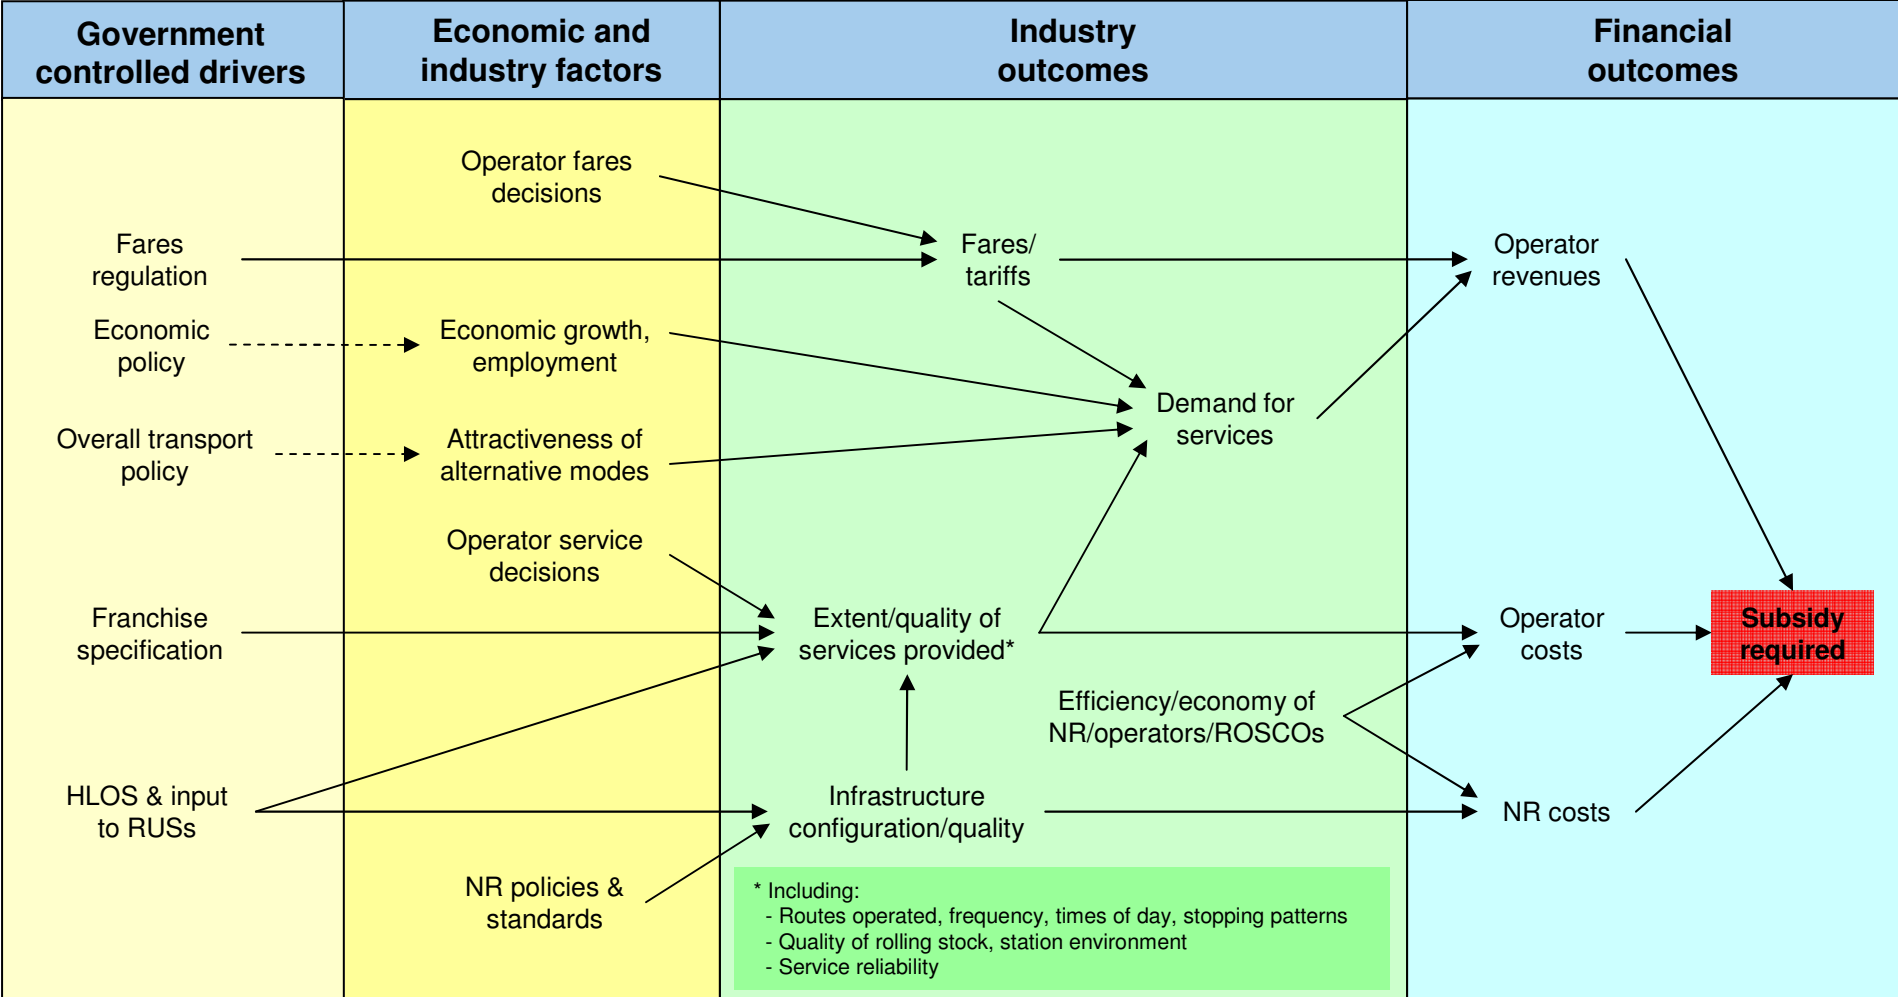 Government
controlled drivers
Economic and
industry factors
Industry
outcomes
Financial
outcomes
Operator fares
decisions
Fares
regulation
Fares/
tariffs
Operator
revenues
Economic
policy
Economic growth,
employment
Demand for
services
Overall transport
policy
Attractiveness of
alternative modes
Operator service
decisions
Franchise
specification
Extent/quality of
services provided*
Operator
costs
Subsidy
required
Efficiency/economy of
NR/operators/ROSCOs
HLOS & input
to RUSs
Infrastructure
configuration/quality
NR costs
NR policies &
standards
* Including:
- Routes operated, frequency, times of day, stopping patterns
- Quality of rolling stock, station environment
- Service reliability